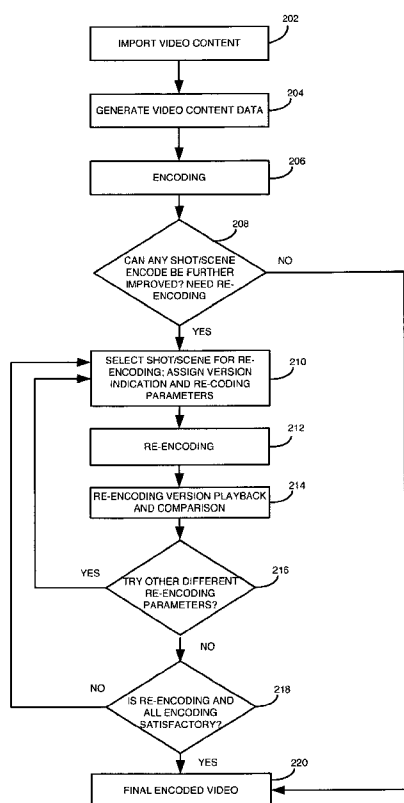 202
IMPORT VIDEO CONTENT
204
GENERATE VIDEO CONTENT DATA
206
ENCODING
208
CAN ANY SHOT/SCENE
ENCODE BE FURTHER
IMPROVED? NEED RE-
ENCODING
NO
YES
SELECT SHOT/SCENE FOR RE-
ENCODING; ASSIGN VERSION
INDICATION AND RE-CODING
PARAMETERS
210
212
RE-ENCODING
214
RE-ENCODING VERSION PLAYBACK
AND COMPARISON
YES
216
TRY OTHER DIFFERENT
RE-ENCODING
PARAMETERS?
NO
NO
218
IS RE-ENCODING AND
ALL ENCODING
SATISFACTORY?
YES
220
FINAL ENCODED VIDEO